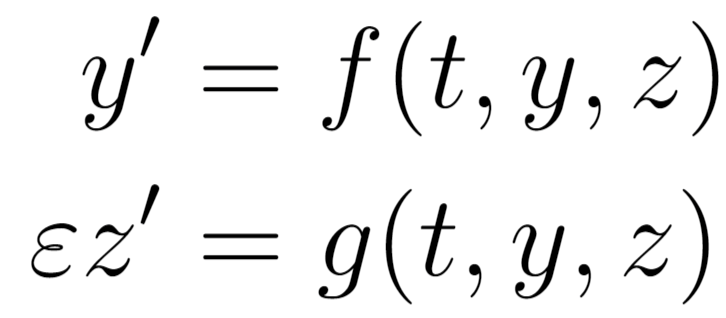 y′ = f(t, y, z)
εz′ = g(t, y, z)